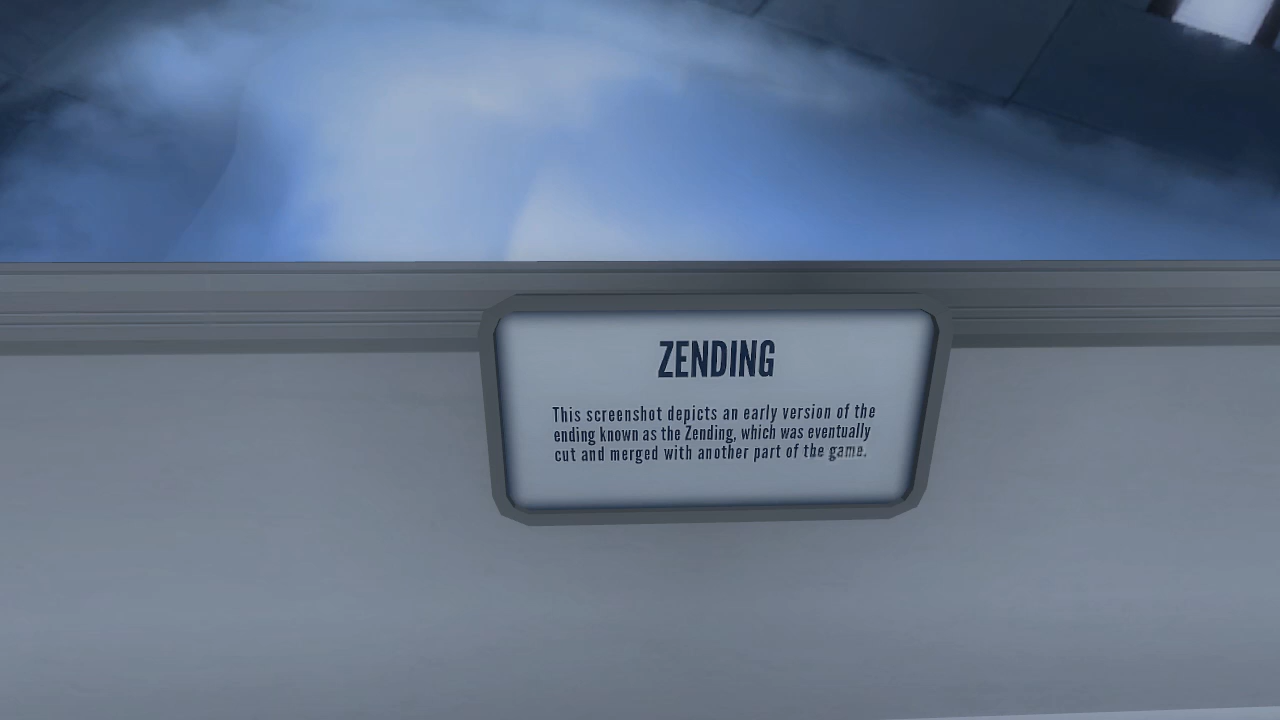 ZENDING
This screenshot depicts an early version of the
ending known as the Zending, which was eventually
cut and merged with another part of the game.